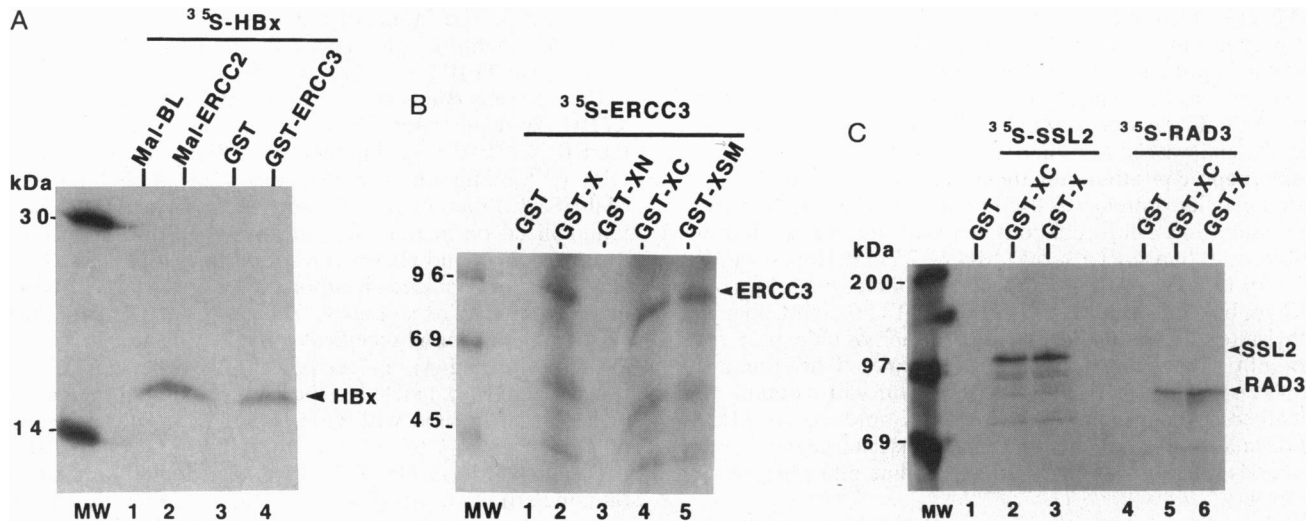 A
35S-HBx
Mal-BL
Mal-ERCC2
GST
GST-ERCC3
kDa
30-
14-
HBx
MW 1 2 3 4
B
35S-ERCC3
GST
GST-X
GST-XN
GST-XC
GST-XSM
kDa
96-
69-
45-
ERCC3
MW 1 2 3 4 5
C
35S-SSL2 35S-RAD3
GST
GST-XC
GST-X
GST
GST-XC
GST-X
kDa
200-
97-
69-
SSL2
RAD3
MW 1 2 3 4 5 6